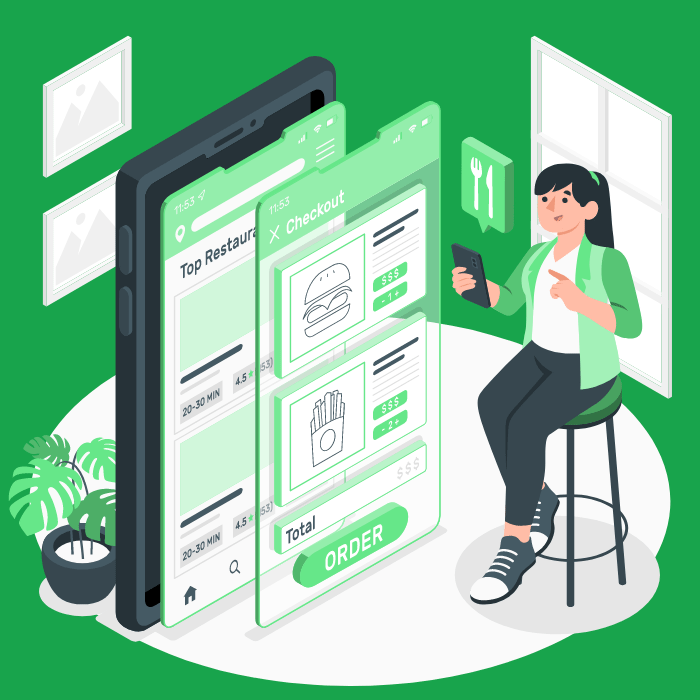 11:53
Top Restaura
20-30 MIN
4.5
53)
20-30 MIN
4.5
53)
11:53
X Checkout
$$$
- 1 +
$$$
- 2 +
$$$
Total
ORDER